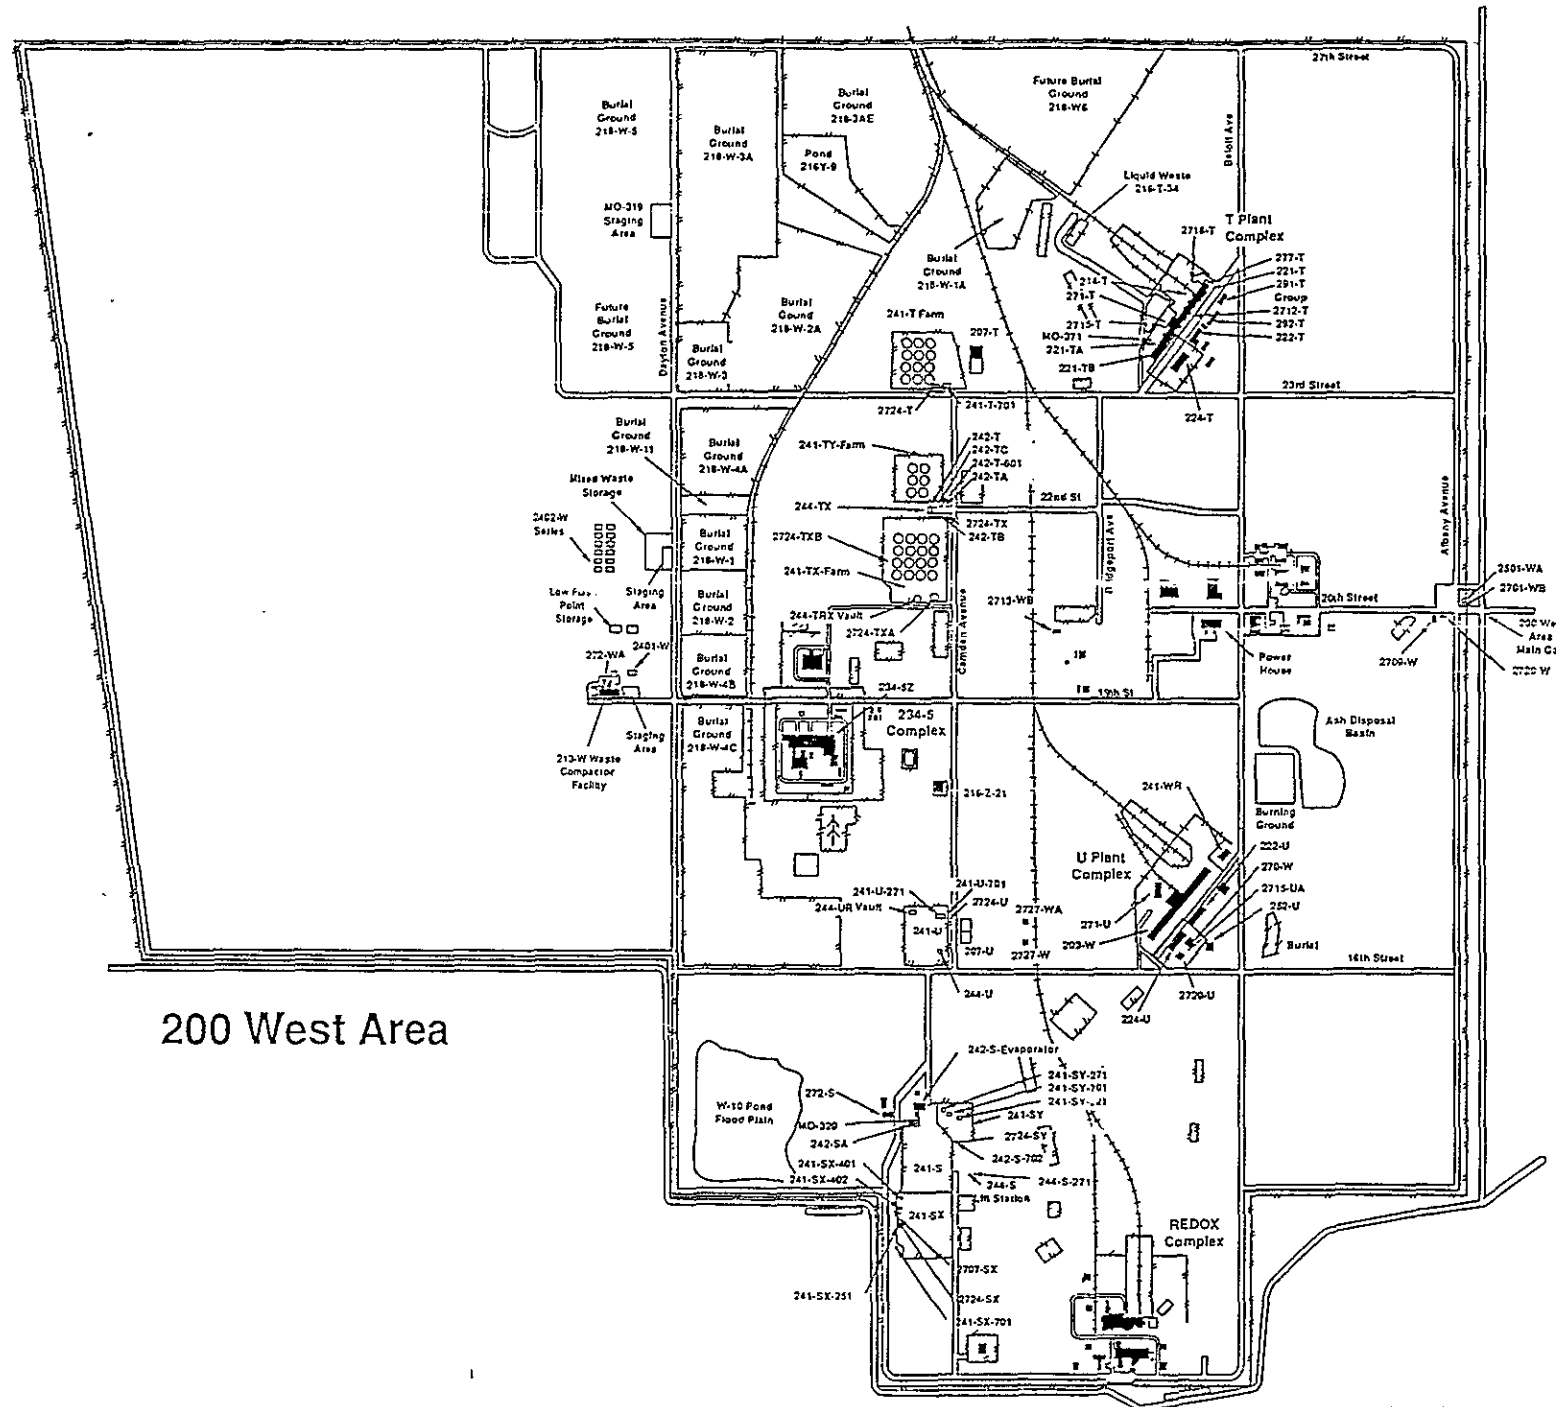 27th Street
Burial
Ground
218-W-5
Burial
Ground
218-W-3A
Burial
Ground
218-3AE
Pond
216Y-9
Future Burial
Ground
218-W6
Beloit Ave
Liquid Waste
216-T-34
T Plant
Complex
2716-T
277-T
221-T
291-T
Group
2712-T
292-T
222-T
214-T
271-T
2715-T
MO-371
221-TA
221-TB
224-T
MO-319
Staging
Area
Future
Burial
Ground
218-W-5
Dayton Avenue
Burial
Ground
218-W-3
Burial
Gound
218-W-2A
Burial
Ground
218-W-1A
241-T Farm
207-T
23rd Street
2724-T
241-T-701
Burial
Ground
218-W-11
Burial
Ground
218-W-4A
241-TY-Farm
242-T
242-TC
242-T-601
242-TA
22nd St
244-TX
2724-TX
242-TB
Mixed Waste
Storage
2402-W
Series
Staging
Area
Burial
Ground
218-W-1
2724-TXB
241-TX-Farm
Albany Avenue
Point
Storage
Burial
Ground
218-W-2
244-TRX Vault
2724-TXA
Camden Avenue
2713-WB
20th Street
2501-WA
2701-WB
Area
2709-W
2720-W
Power
House
2401-W
272-WA
Burial
Ground
218-W-4B
234-5Z
19th St
234-5
Complex
Staging
Area
213-W Waste
Compactor
Facility
Burial
Ground
218-W-4C
Ash Disposal
Basin
216-Z-21
Burning
Ground
241-WR
U Plant
Complex
222-U
270-W
2715-UA
252-U
271-U
203-W
Burial
241-U-271
244-UR Vault
241-U
241-U-701
2724-U
207-U
2727-WA
2727-W
16th Street
244-U
224-U
2720-U
200 West Area
242-S-Evaporator
241-SY-271
241-SY-701
241-SY
2724-SY
242-S-702
272-S
W-10 Pond
Flood Plain
242-SA
241-SX-401
241-SX-402
241-S
244-S
Lift Station
244-S-271
241-SX
REDOX
Complex
2707-SX
241-SX-251
2724-SX
241-SX-701